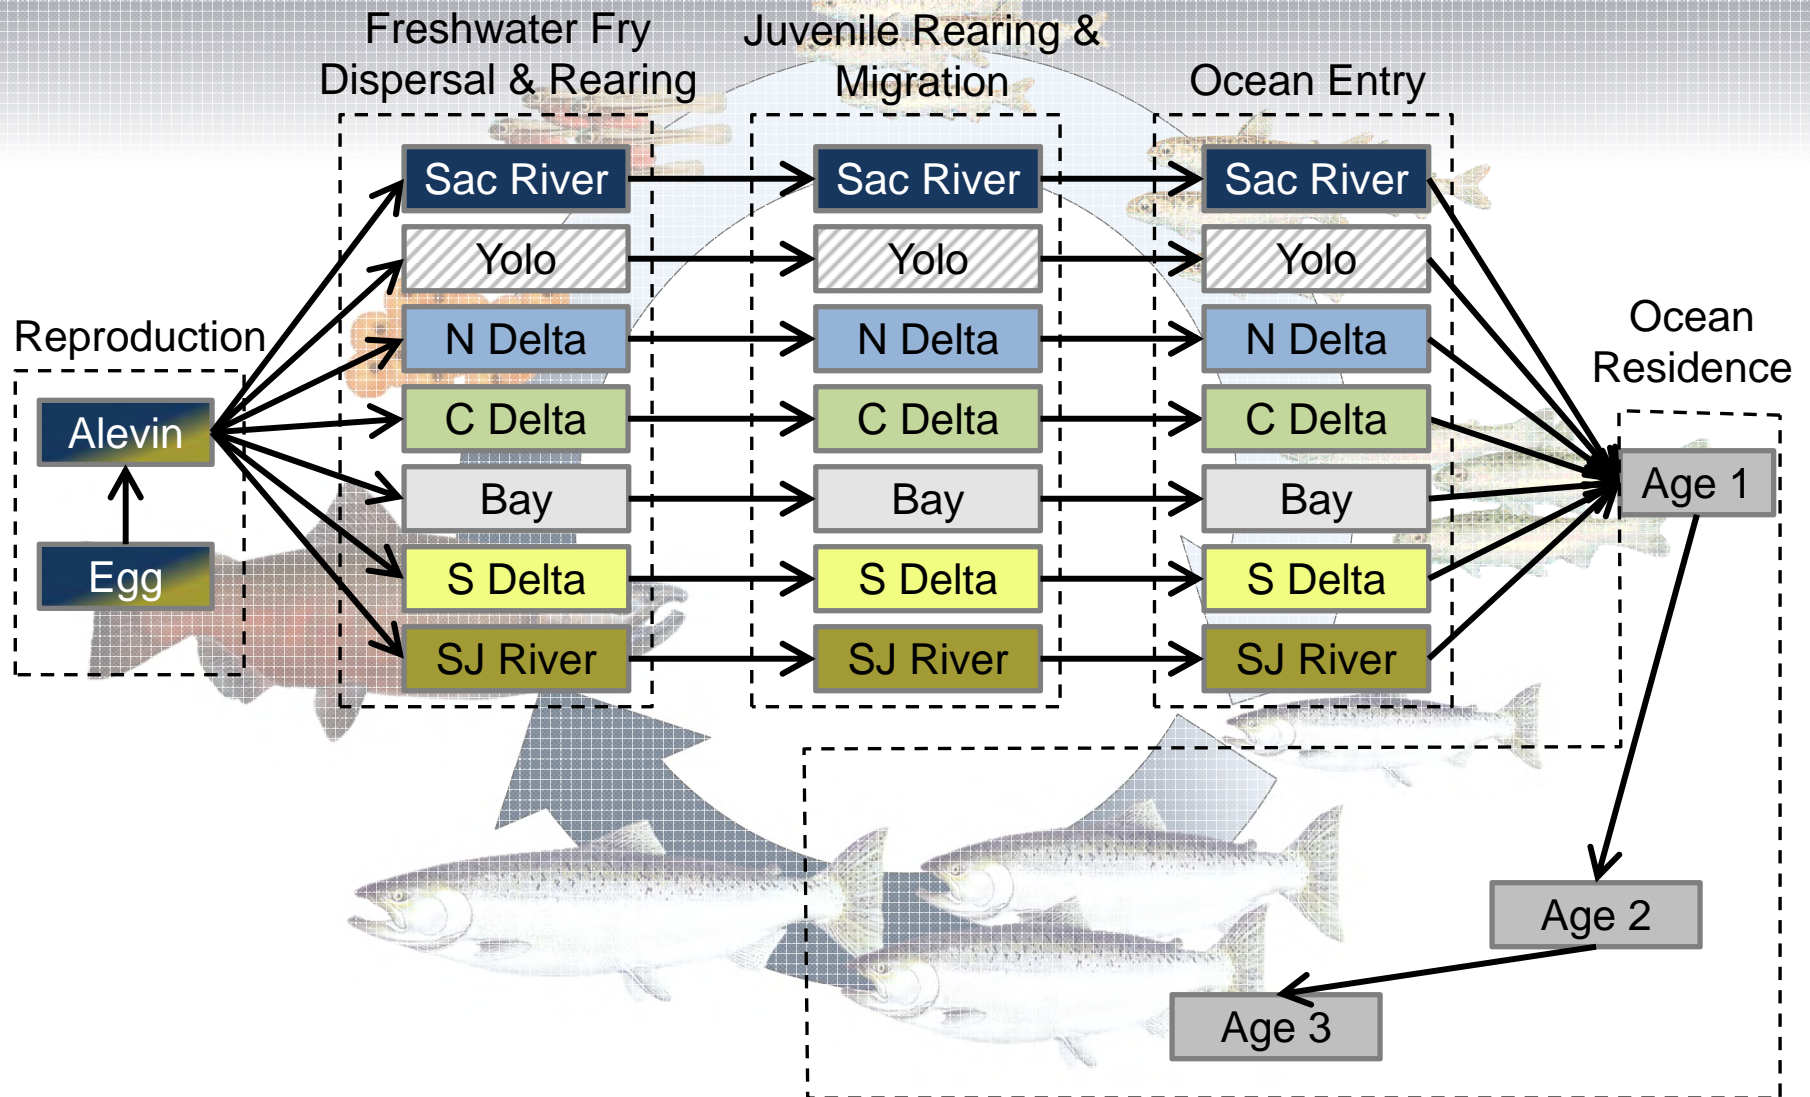 Freshwater Fry
Dispersal & Rearing
Juvenile Rearing &
Migration
Ocean Entry
Sac River
Sac River
Sac River
Yolo
Yolo
Yolo
Reproduction
N Delta
N Delta
N Delta
Ocean
Residence
Alevin
C Delta
C Delta
C Delta
Bay
Bay
Bay
Age 1
Egg
S Delta
S Delta
S Delta
SJ River
SJ River
SJ River
Age 2
Age 3